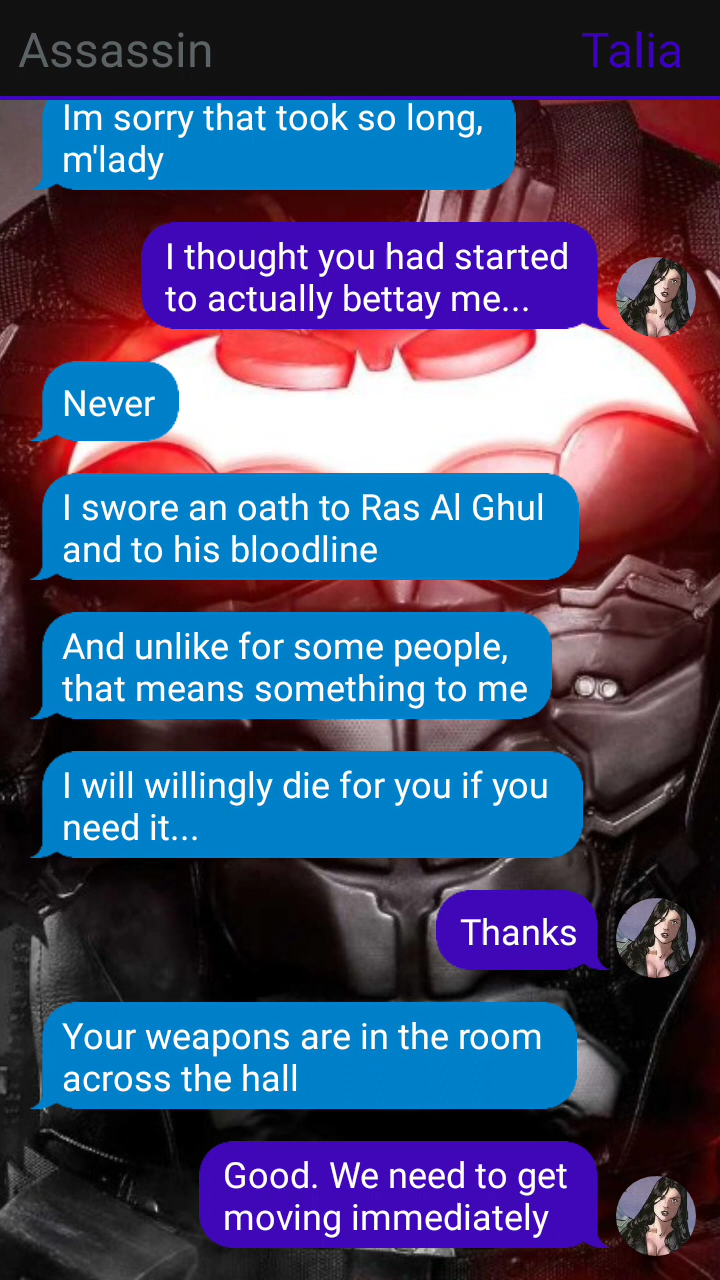 Assassin Talia
Im sorry that took so long,
m'lady
I thought you had started
to actually bettay me...
Never
I swore an oath to Ras Al Ghul
and to his bloodline
And unlike for some people,
that means something to me
I will willingly die for you if you
need it...
Thanks
Your weapons are in the room
across the hall
Good. We need to get
moving immediately